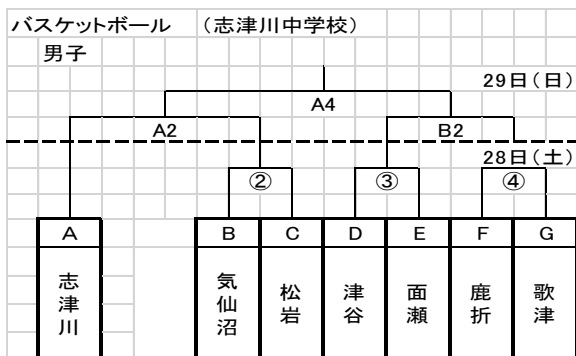 バスケットボール　（志津川中学校）
男子
29日（日）
A4
A2　B2
28日（土）
②　③　④
A　B　C　D　E　F　G
志津川　気仙沼　松岩　津谷　面瀬　鹿折　歌津